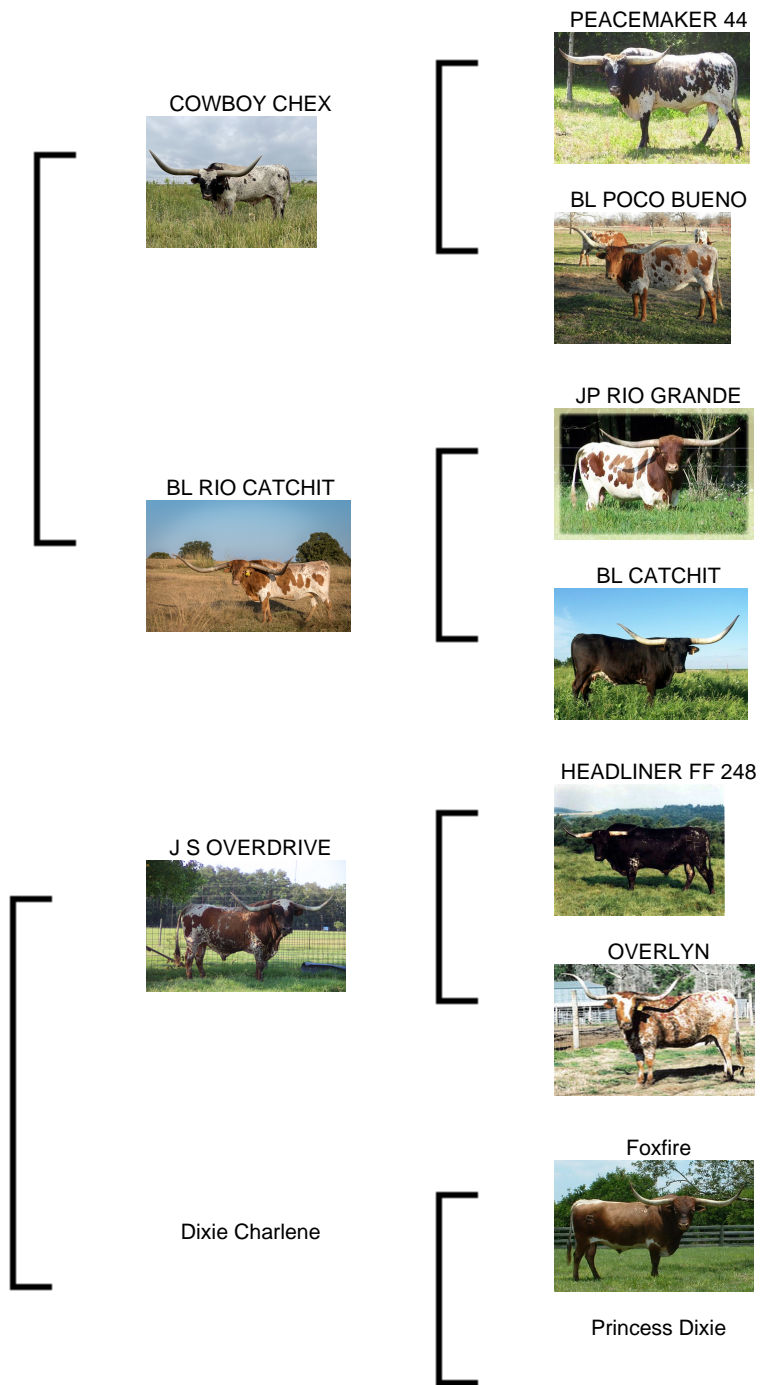 PEACEMAKER 44
COWBOY CHEX
BL POCO BUENO
JP RIO GRANDE
BL RIO CATCHIT
BL CATCHIT
HEADLINER FF 248
J S OVERDRIVE
OVERLYN
Foxfire
Dixie Charlene
Princess Dixie